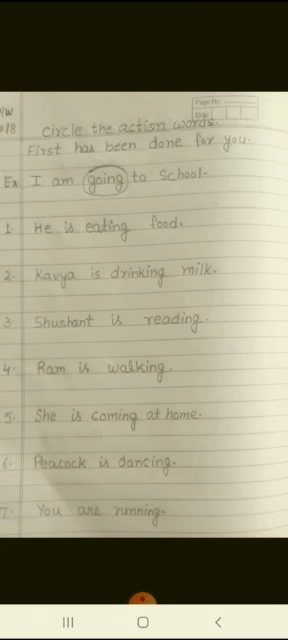 Page No.
circle the action words.
First has been done for you.
Ex I am going to School.
1. He is eating food.
2. Kavya is drinking milk.
3. Shushant is reading.
4. Ram is walking.
5. She is coming at home.
6. Peacock is dancing.
7. You are running.